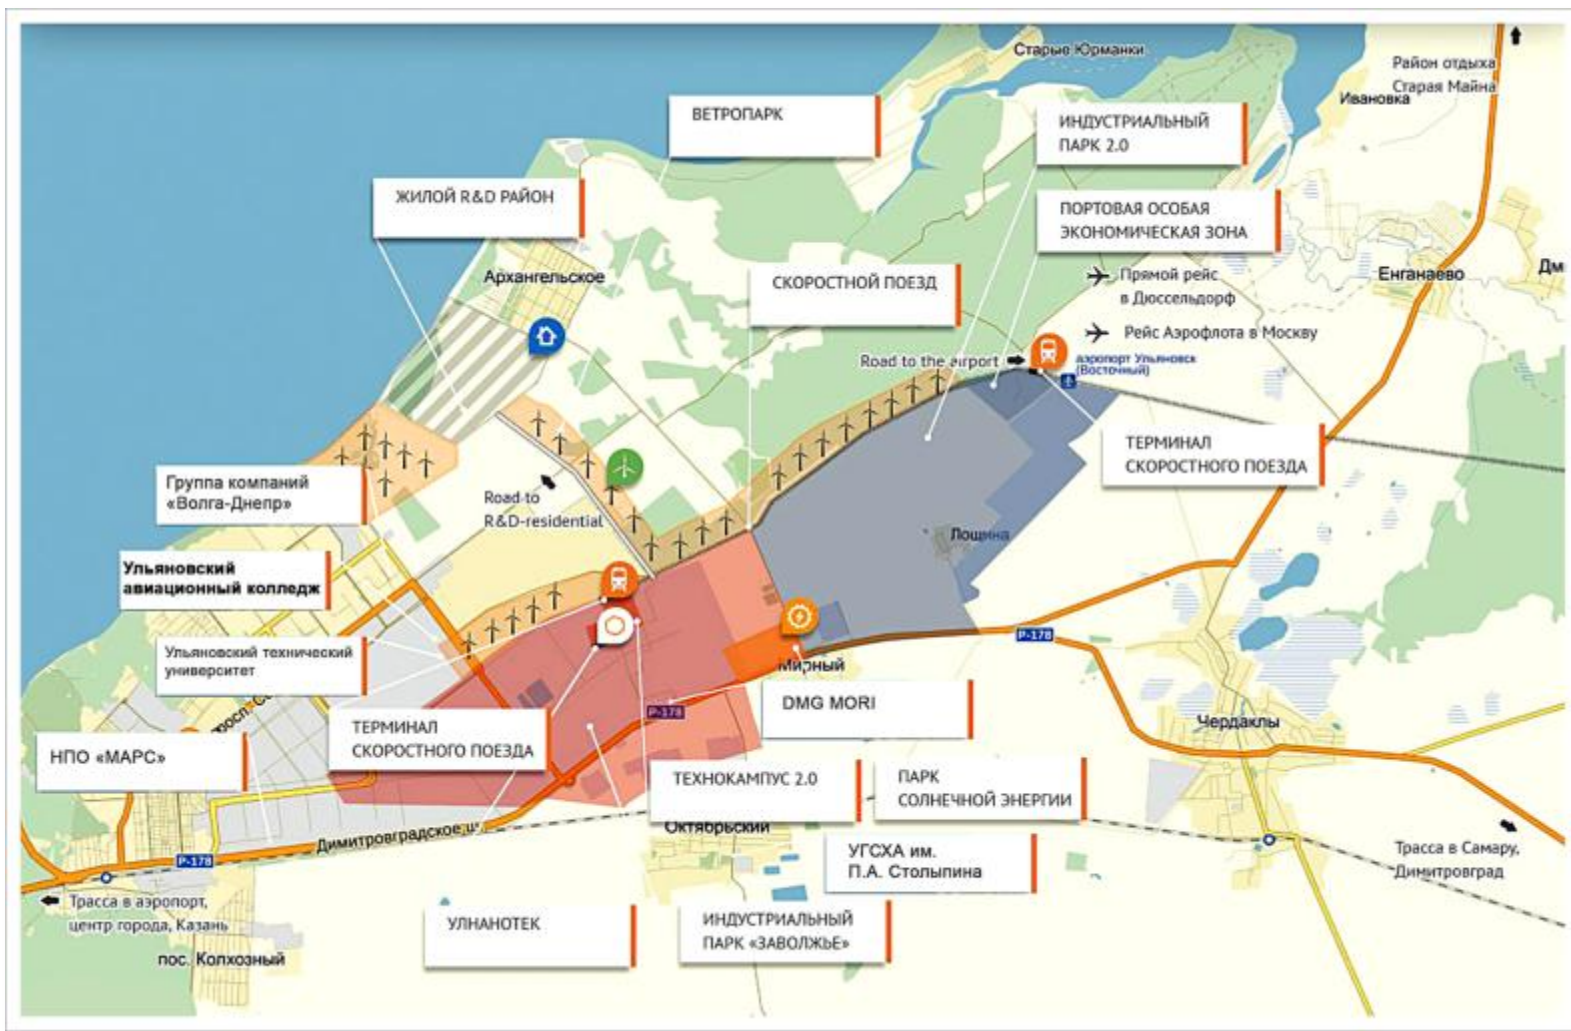 Старые Юрманки
Район отдыха
Старая Майна
Ивановка
ВЕТРОПАРК
ИНДУСТРИАЛЬНЫЙ
ПАРК 2.0
ЖИЛОЙ R&D РАЙОН
ПОРТОВАЯ ОСОБАЯ
ЭКОНОМИЧЕСКАЯ ЗОНА
Архангельское
СКОРОСТНОЙ ПОЕЗД
Прямой рейс
в Дюссельдорф
Енганаево
Дм
Рейс Аэрофлота в Москву
Road to the airport
аэропорт Ульяновск
(Восточный)
ТЕРМИНАЛ
СКОРОСТНОГО ПОЕЗДА
Группа компаний
«Волга-Днепр»
Road to
R&D-residential
Лощина
Ульяновский
авиационный колледж
Ульяновский технический
университет
Р-178
Мирный
просп. Со
DMG MORI
Р-178
ТЕРМИНАЛ
СКОРОСТНОГО ПОЕЗДА
Чердаклы
НПО «МАРС»
ТЕХНОКАМПУС 2.0
ПАРК
СОЛНЕЧНОЙ ЭНЕРГИИ
Октябрьский
Димитровградское ш.
Р-178
УГСХА им.
П.А. Столыпина
Трасса в Самару,
Димитровград
Трасса в аэропорт,
центр города, Казань
УЛНАНОТЕК
ИНДУСТРИАЛЬНЫЙ
ПАРК «ЗАВОЛЖЬЕ»
пос. Колхозный